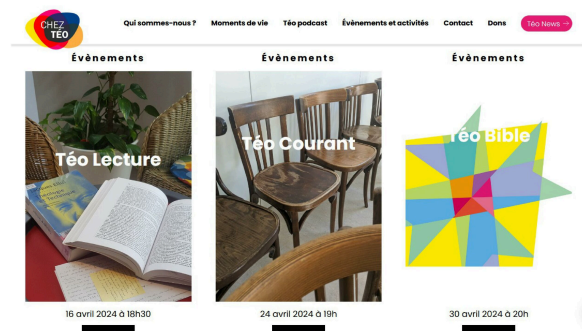 CHEZ
TÉO
Qui sommes-nous ? Moments de vie Téo podcast Évènements et activités Contact Dons Téo News →
Évènements Évènements Évènements
Téo Lecture
Téo Courant
Téo Bible
16 avril 2024 à 18h30 24 avril 2024 à 19h 30 avril 2024 à 20h